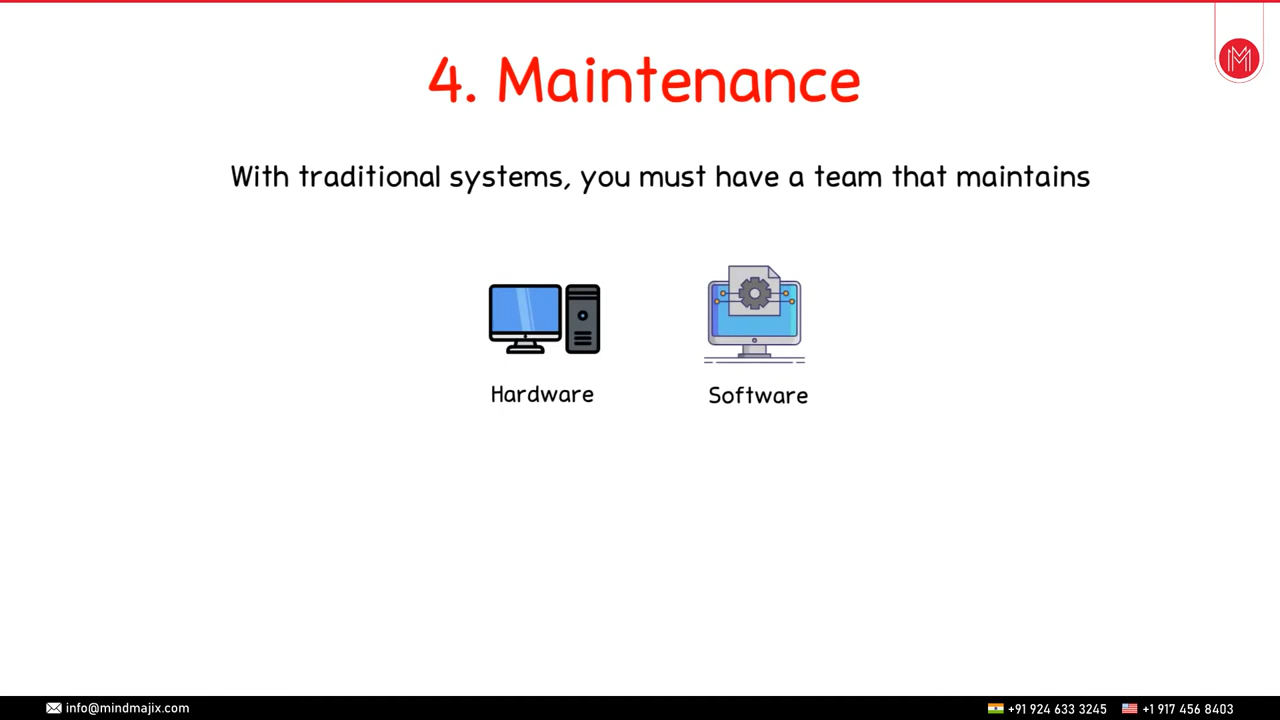 4. Maintenance
With traditional systems, you must have a team that maintains
Hardware
Software
info@mindmajix.com
+91 924 633 3245
+1 917 456 8403